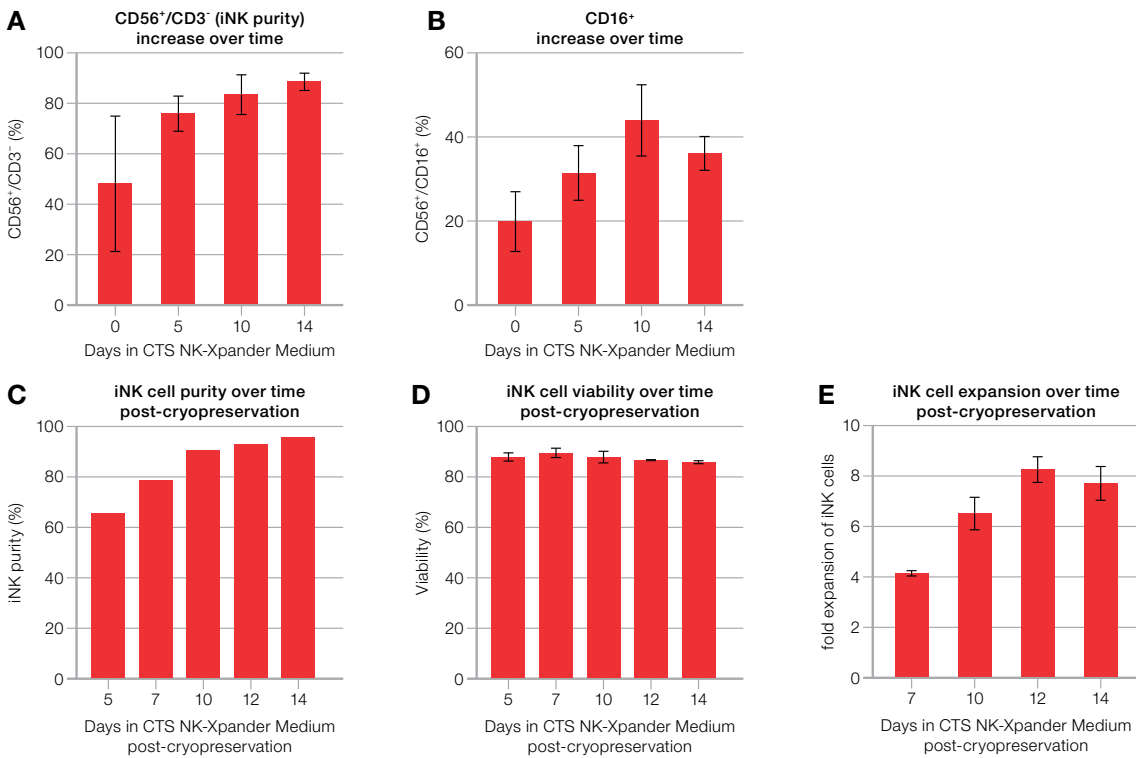 A
CD56⁺/CD3⁻ (iNK purity)
increase over time
CD56⁺/CD3⁻ (%)
100
80
60
40
20
0
0 5 10 14
Days in CTS NK-Xpander Medium
B
CD16⁺
increase over time
CD56⁺/CD16⁺ (%)
60
40
20
0
0 5 10 14
Days in CTS NK-Xpander Medium
C
iNK cell purity over time
post-cryopreservation
iNK purity (%)
100
80
60
40
20
0
5 7 10 12 14
Days in CTS NK-Xpander Medium
post-cryopreservation
D
iNK cell viability over time
post-cryopreservation
Viability (%)
100
80
60
40
20
0
5 7 10 12 14
Days in CTS NK-Xpander Medium
post-cryopreservation
E
iNK cell expansion over time
post-cryopreservation
fold expansion of iNK cells
10
8
6
4
2
0
7 10 12 14
Days in CTS NK-Xpander Medium
post-cryopreservation